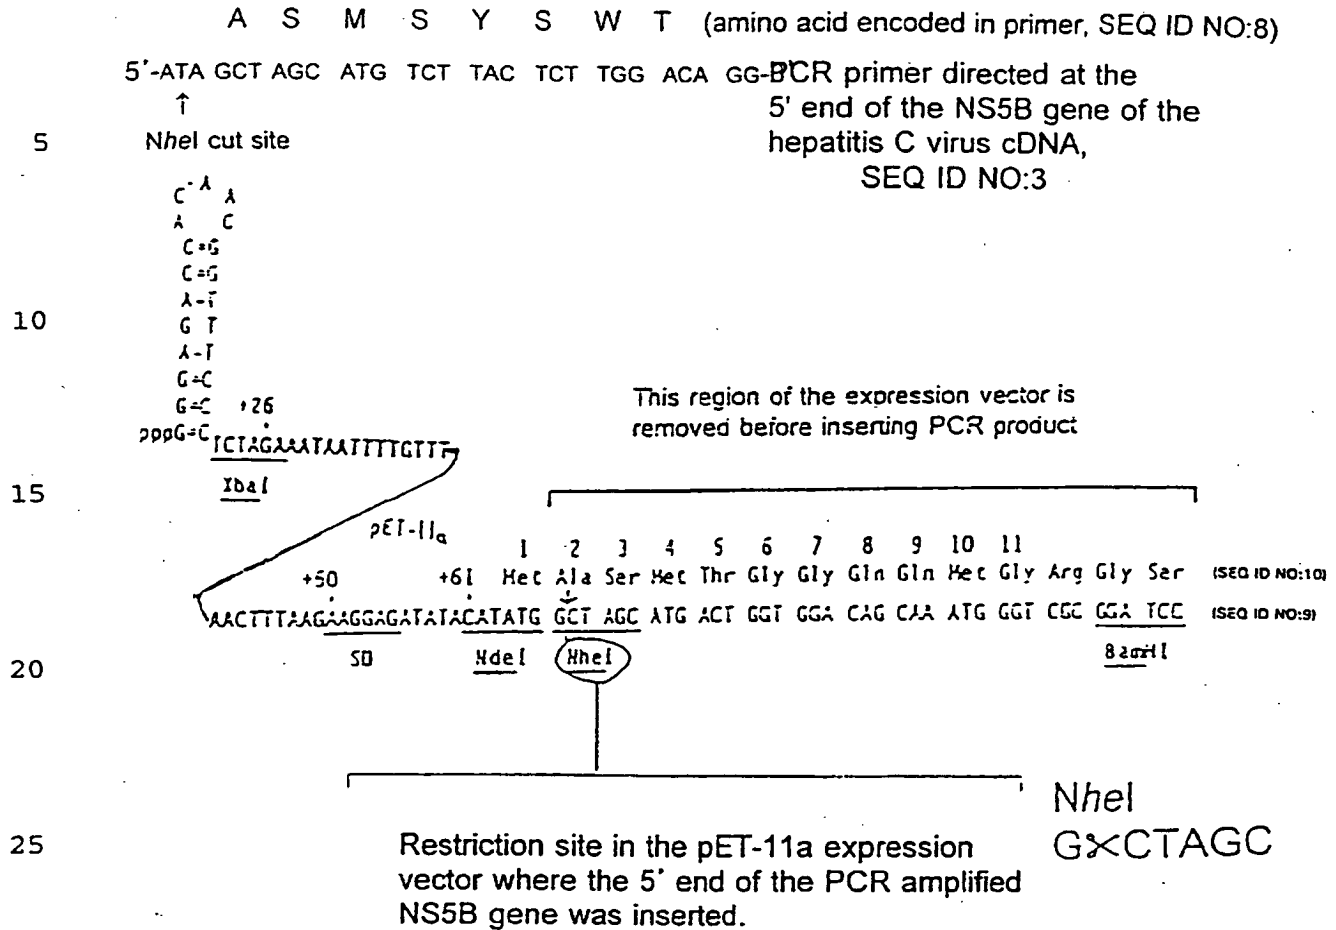 A S M S Y S W T (amino acid encoded in primer, SEQ ID NO:8)
5'-ATA GCT AGC ATG TCT TAC TCT TGG ACA GG-3'
PCR primer directed at the
5' end of the NS5B gene of the
hepatitis C virus cDNA,
SEQ ID NO:3
↑
5
NheI cut site
C-A A
A C
C=G
C=G
A-T
10
G T
A-T
G=C
G=C +26
pppG=C TCTAGAAATAATTTTGTTT
XbaI
15
This region of the expression vector is
removed before inserting PCR product
pET-11a
1 2 3 4 5 6 7 8 9 10 11
+50 +61 Met Ala Ser Met Thr Gly Gly Gln Gln Met Gly Arg Gly Ser (SEQ ID NO:10)
AACTTTAAGAAGGAGATATACATATG GCT AGC ATG ACT GGT GGA CAG CAA ATG GGT CGC GGA TCC (SEQ ID NO:9)
SD NdeI NheI BamHI
20
NheI
G✂CTAGC
25
Restriction site in the pET-11a expression
vector where the 5' end of the PCR amplified
NS5B gene was inserted.